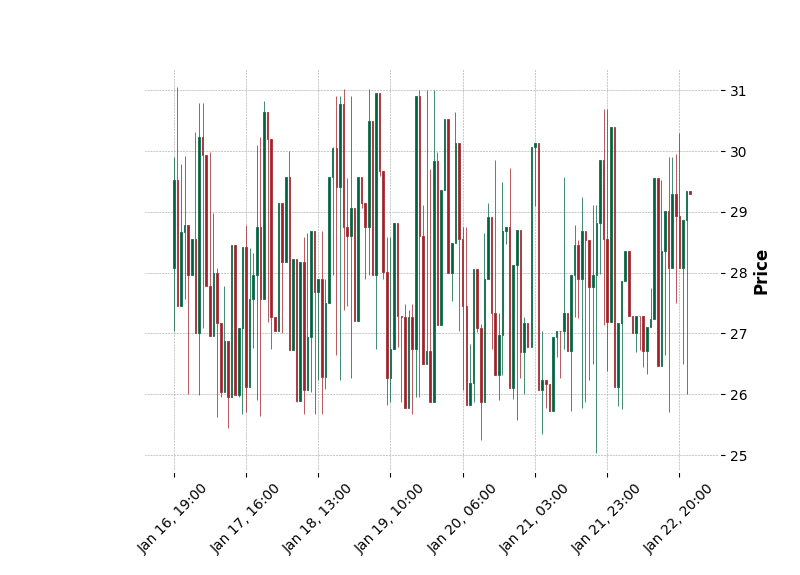 31
30
29
28
27
26
25
Price
Jan 16, 19:00
Jan 17, 16:00
Jan 18, 13:00
Jan 19, 10:00
Jan 20, 06:00
Jan 21, 03:00
Jan 21, 23:00
Jan 22, 20:00